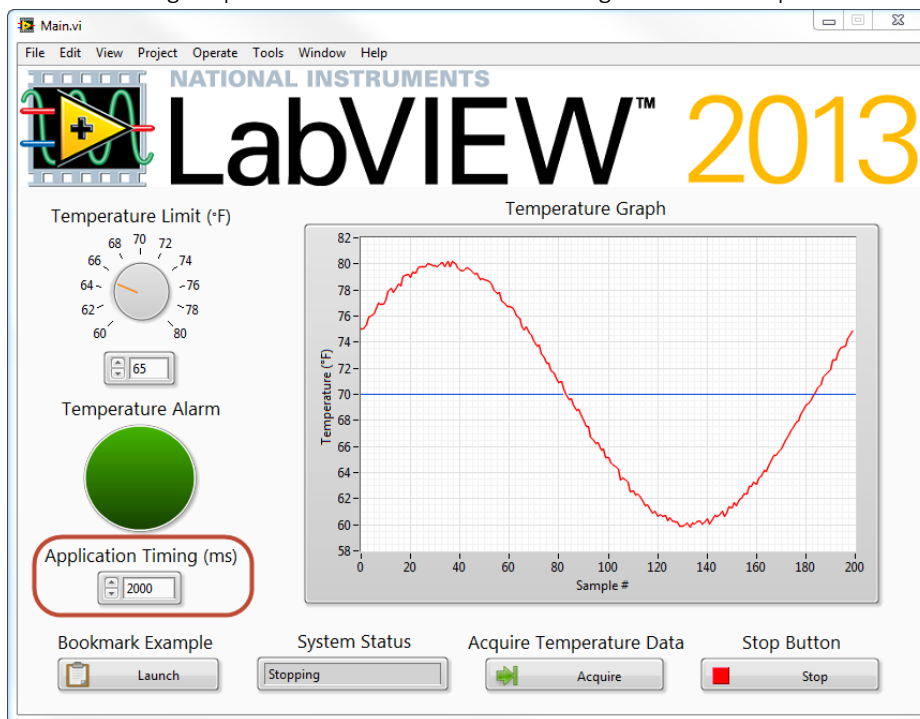 Main.vi
File Edit View Project Operate Tools Window Help
NATIONAL INSTRUMENTS
LabVIEW™ 2013
Temperature Limit (°F)
60
62
64
66
68
70
72
74
76
78
80
65
Temperature Alarm
Application Timing (ms)
2000
Temperature Graph
Temperature (°F)
82
80
78
76
74
72
70
68
66
64
62
60
58
0 20 40 60 80 100 120 140 160 180 200
Sample #
Bookmark Example
Launch
System Status
Stopping
Acquire Temperature Data
Acquire
Stop Button
Stop